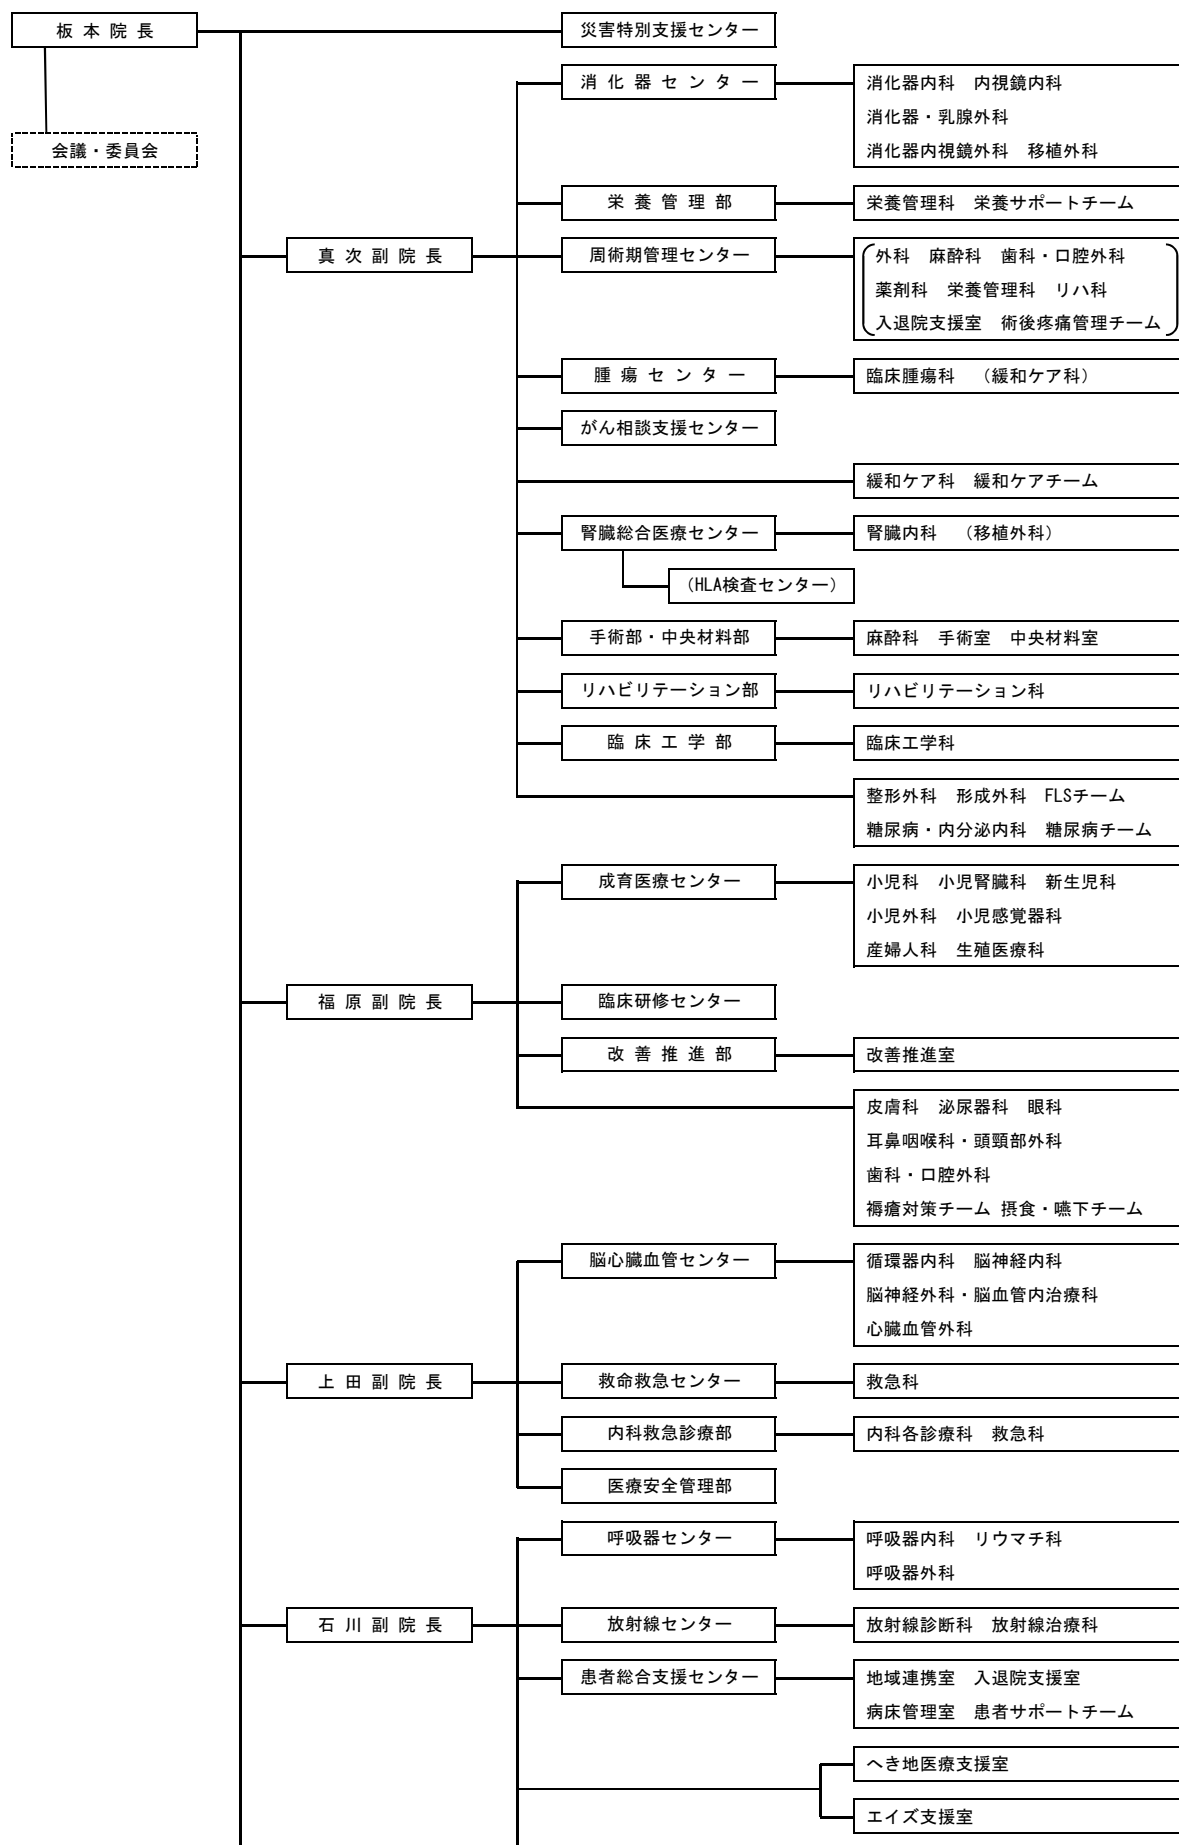 板本院長
災害特別支援センター
会議・委員会
消化器センター
消化器内科　内視鏡内科
消化器・乳腺外科
消化器内視鏡外科　移植外科
栄養管理部
栄養管理科　栄養サポートチーム
真次副院長
周術期管理センター
外科　麻酔科　歯科・口腔外科
薬剤科　栄養管理科　リハ科
入退院支援室　術後疼痛管理チーム
腫瘍センター
臨床腫瘍科　（緩和ケア科）
がん相談支援センター
緩和ケア科　緩和ケアチーム
腎臓総合医療センター
腎臓内科　（移植外科）
（HLA検査センター）
手術部・中央材料部
麻酔科　手術室　中央材料室
リハビリテーション部
リハビリテーション科
臨床工学部
臨床工学科
整形外科　形成外科　FLSチーム
糖尿病・内分泌内科　糖尿病チーム
成育医療センター
小児科　小児腎臓科　新生児科
小児外科　小児感覚器科
産婦人科　生殖医療科
福原副院長
臨床研修センター
改善推進部
改善推進室
皮膚科　泌尿器科　眼科
耳鼻咽喉科・頭頸部外科
歯科・口腔外科
褥瘡対策チーム 摂食・嚥下チーム
脳心臓血管センター
循環器内科　脳神経内科
脳神経外科・脳血管内治療科
心臓血管外科
上田副院長
救命救急センター
救急科
内科救急診療部
内科各診療科　救急科
医療安全管理部
呼吸器センター
呼吸器内科　リウマチ科
呼吸器外科
石川副院長
放射線センター
放射線診断科　放射線治療科
患者総合支援センター
地域連携室　入退院支援室
病床管理室　患者サポートチーム
へき地医療支援室
エイズ支援室